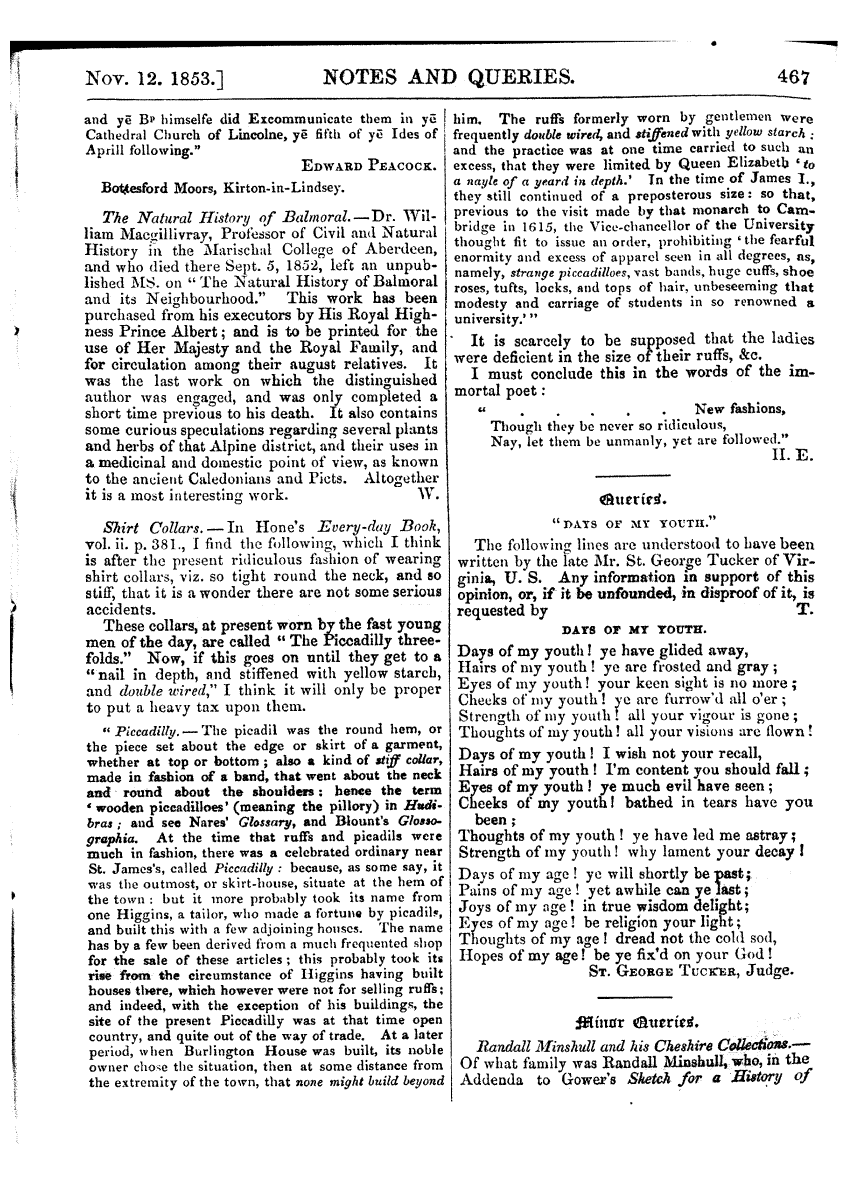 Nov. 12. 1853.] NOTES AND QUERIES. 467
and yē Bp himselfe did Excommunicate them in yē
Cathedral Church of Lincolne, yē fifth of yē Ides of
Aprill following."
EDWARD PEACOCK.
Bottesford Moors, Kirton-in-Lindsey.
The Natural History of Balmoral.—Dr. Wil-
liam Macgillivray, Professor of Civil and Natural
History in the Marischal College of Aberdeen,
and who died there Sept. 5, 1852, left an unpub-
lished MS. on "The Natural History of Balmoral
and its Neighbourhood." This work has been
purchased from his executors by His Royal High-
ness Prince Albert; and is to be printed for the
use of Her Majesty and the Royal Family, and
for circulation among their august relatives. It
was the last work on which the distinguished
author was engaged, and was only completed a
short time previous to his death. It also contains
some curious speculations regarding several plants
and herbs of that Alpine district, and their uses in
a medicinal and domestic point of view, as known
to the ancient Caledonians and Picts. Altogether
it is a most interesting work. W.
Shirt Collars.—In Hone's Every-day Book,
vol. ii. p. 381., I find the following, which I think
is after the present ridiculous fashion of wearing
shirt collars, viz. so tight round the neck, and so
stiff, that it is a wonder there are not some serious
accidents.
These collars, at present worn by the fast young
men of the day, are called "The Piccadilly three-
folds." Now, if this goes on until they get to a
"nail in depth, and stiffened with yellow starch,
and double wired," I think it will only be proper
to put a heavy tax upon them.
"Piccadilly.—The picadil was the round hem, or
the piece set about the edge or skirt of a garment,
whether at top or bottom; also a kind of stiff collar,
made in fashion of a band, that went about the neck
and round about the shoulders: hence the term
'wooden piccadilloes' (meaning the pillory) in Hudi-
bras; and see Nares' Glossary, and Blount's Glosso-
graphia. At the time that ruffs and picadils were
much in fashion, there was a celebrated ordinary near
St. James's, called Piccadilly: because, as some say, it
was the outmost, or skirt-house, situate at the hem of
the town: but it more probably took its name from
one Higgins, a tailor, who made a fortune by picadils,
and built this with a few adjoining houses. The name
has by a few been derived from a much frequented shop
for the sale of these articles; this probably took its
rise from the circumstance of Higgins having built
houses there, which however were not for selling ruffs;
and indeed, with the exception of his buildings, the
site of the present Piccadilly was at that time open
country, and quite out of the way of trade. At a later
period, when Burlington House was built, its noble
owner chose the situation, then at some distance from
the extremity of the town, that none might build beyond
him. The ruffs formerly worn by gentlemen were
frequently double wired, and stiffened with yellow starch;
and the practice was at one time carried to such an
excess, that they were limited by Queen Elizabeth 'to
a nayle of a yeard in depth.' In the time of James I.,
they still continued of a preposterous size: so that,
previous to the visit made by that monarch to Cam-
bridge in 1615, the Vice-chancellor of the University
thought fit to issue an order, prohibiting 'the fearful
enormity and excess of apparel seen in all degrees, as,
namely, strange piccadilloes, vast bands, huge cuffs, shoe
roses, tufts, locks, and tops of hair, unbeseeming that
modesty and carriage of students in so renowned a
university.'"
It is scarcely to be supposed that the ladies
were deficient in the size of their ruffs, &c.
I must conclude this in the words of the im-
mortal poet:
" . . . . . New fashions,
Though they be never so ridiculous,
Nay, let them be unmanly, yet are followed."
H. E.
Queries.
"DAYS OF MY YOUTH."
The following lines are understood to have been
written by the late Mr. St. George Tucker of Vir-
ginia, U. S. Any information in support of this
opinion, or, if it be unfounded, in disproof of it, is
requested by T.
DAYS OF MY YOUTH.
Days of my youth! ye have glided away,
Hairs of my youth! ye are frosted and gray;
Eyes of my youth! your keen sight is no more;
Cheeks of my youth! ye are furrow'd all o'er;
Strength of my youth! all your vigour is gone;
Thoughts of my youth! all your visions are flown!
Days of my youth! I wish not your recall,
Hairs of my youth! I'm content you should fall;
Eyes of my youth! ye much evil have seen;
Cheeks of my youth! bathed in tears have you
been;
Thoughts of my youth! ye have led me astray;
Strength of my youth! why lament your decay!
Days of my age! ye will shortly be past;
Pains of my age! yet awhile can ye last;
Joys of my age! in true wisdom delight;
Eyes of my age! be religion your light;
Thoughts of my age! dread not the cold sod,
Hopes of my age! be ye fix'd on your God!
ST. GEORGE TUCKER, Judge.
Minor Queries.
Randall Minshull and his Cheshire Collections.—
Of what family was Randall Minshull, who, in the
Addenda to Gower's Sketch for a History of